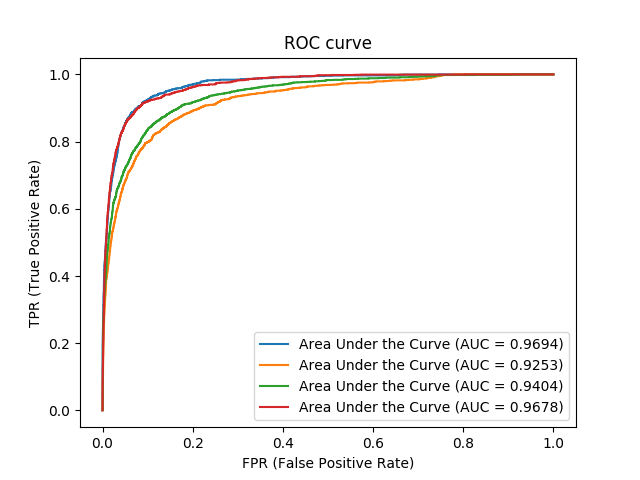 ROC curve
TPR (True Positive Rate)
1.0
0.8
0.6
0.4
0.2
0.0
Area Under the Curve (AUC = 0.9694)
Area Under the Curve (AUC = 0.9253)
Area Under the Curve (AUC = 0.9404)
Area Under the Curve (AUC = 0.9678)
0.0 0.2 0.4 0.6 0.8 1.0
FPR (False Positive Rate)